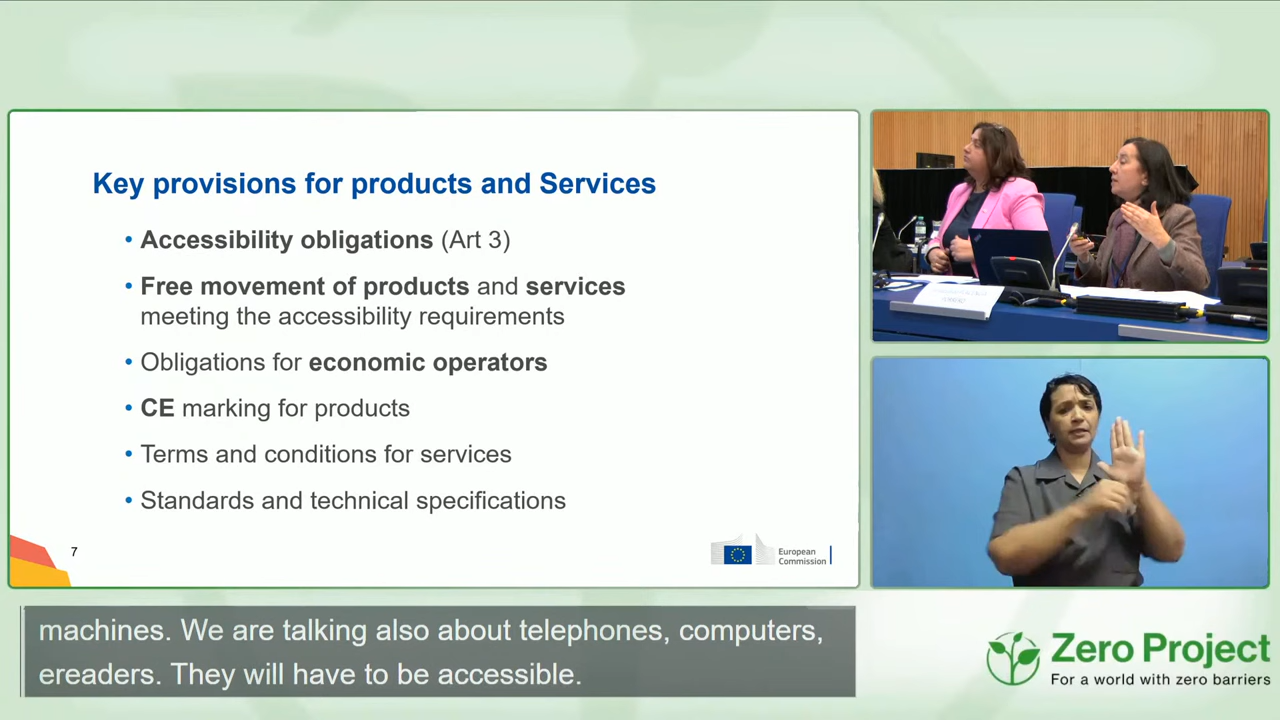 Key provisions for products and Services
• Accessibility obligations (Art 3)
• Free movement of products and services
meeting the accessibility requirements
• Obligations for economic operators
• CE marking for products
• Terms and conditions for services
• Standards and technical specifications
7
European
Commission
machines. We are talking also about telephones, computers,
ereaders. They will have to be accessible.
Zero Project
For a world with zero barriers